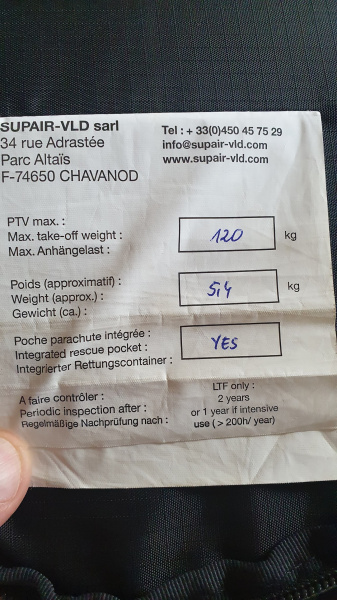 SUPAIR-VLD sarl
34 rue Adrastée
Parc Altaïs
F-74650 CHAVANOD
Tel : + 33(0)450 45 75 29
info@supair-vld.com
www.supair-vld.com
PTV max. :
Max. take-off weight :
Max. Anhängelast :
120 kg
Poids (approximatif) :
Weight (approx.) :
Gewicht (ca.) :
5,4 kg
Poche parachute intégrée :
Integrated rescue pocket :
Integrierter Rettungscontainer :
YES
A faire contrôler :
Periodic inspection after :
Regelmäßige Nachprüfung nach :
LTF only :
2 years
or 1 year if intensive
use ( > 200h/ year)